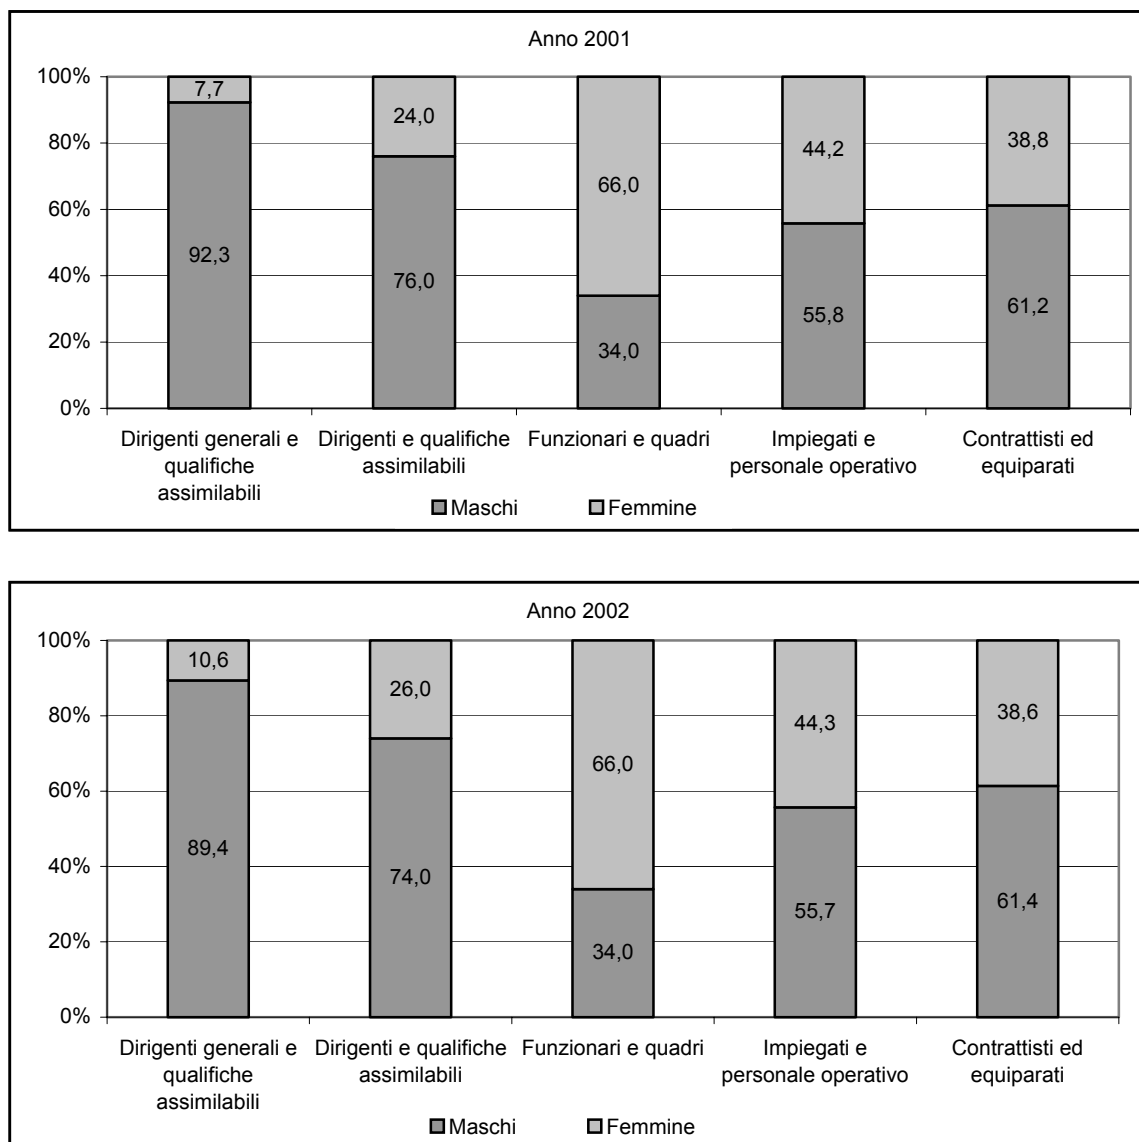 Anno 2001
100%
80%
60%
40%
20%
0%
7,7
92,3
24,0
76,0
66,0
34,0
44,2
55,8
38,8
61,2
Dirigenti generali e
qualifiche
assimilabili
Dirigenti e qualifiche
assimilabili
Funzionari e quadri
Impiegati e
personale operativo
Contrattisti ed
equiparati
Maschi
Femmine
Anno 2002
100%
80%
60%
40%
20%
0%
10,6
89,4
26,0
74,0
66,0
34,0
44,3
55,7
38,6
61,4
Dirigenti generali e
qualifiche
assimilabili
Dirigenti e qualifiche
assimilabili
Funzionari e quadri
Impiegati e
personale operativo
Contrattisti ed
equiparati
Maschi
Femmine